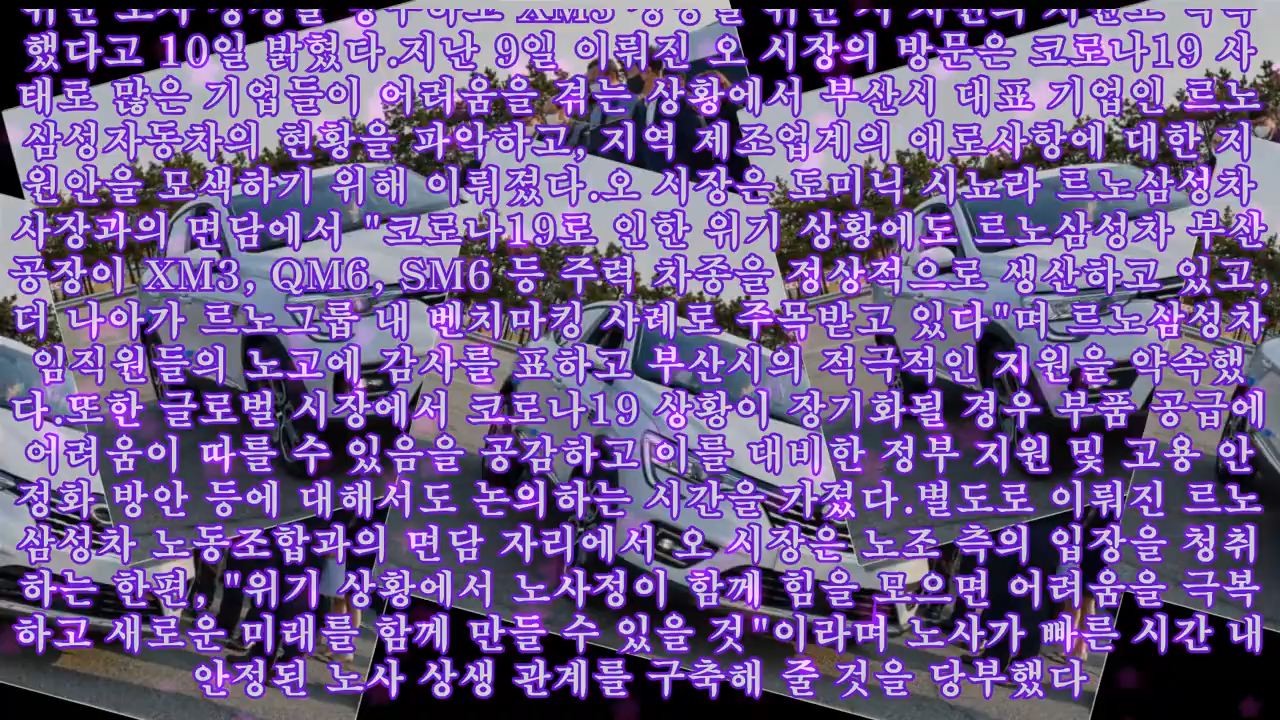 했다고 10일 밝혔다.지난 9일 이뤄진 오 시장의 방문은 코로나19 사
태로 많은 기업들이 어려움을 겪는 상황에서 부산시 대표 기업인 르노
삼성자동차의 현황을 파악하고, 지역 제조업계의 애로사항에 대한 지
원안을 모색하기 위해 이뤄졌다.오 시장은 도미닉 시뇨라 르노삼성차
사장과의 면담에서 "코로나19로 인한 위기 상황에도 르노삼성차 부산
공장이 XM3, QM6, SM6 등 주력 차종을 정상적으로 생산하고 있고,
더 나아가 르노그룹 내 벤치마킹 사례로 주목받고 있다"며 르노삼성차
임직원들의 노고에 감사를 표하고 부산시의 적극적인 지원을 약속했
다.또한 글로벌 시장에서 코로나19 상황이 장기화될 경우 부품 공급에
어려움이 따를 수 있음을 공감하고 이를 대비한 정부 지원 및 고용 안
정화 방안 등에 대해서도 논의하는 시간을 가졌다.별도로 이뤄진 르노
삼성차 노동조합과의 면담 자리에서 오 시장은 노조 측의 입장을 청취
하는 한편, "위기 상황에서 노사정이 함께 힘을 모으면 어려움을 극복
하고 새로운 미래를 함께 만들 수 있을 것"이라며 노사가 빠른 시간 내
안정된 노사 상생 관계를 구축해 줄 것을 당부했다